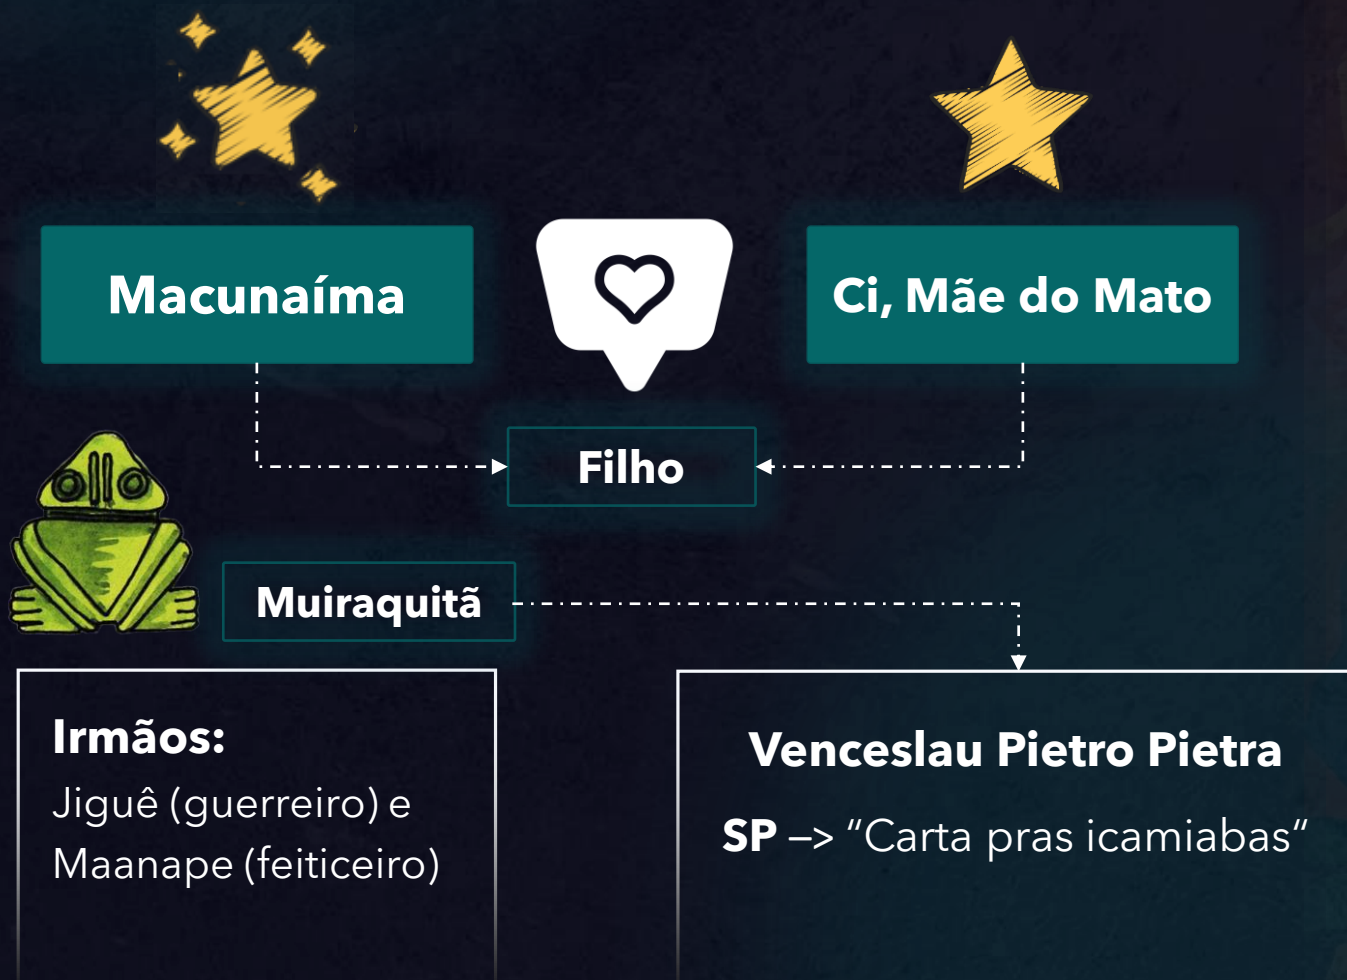 Macunaíma
Ci, Mãe do Mato
Filho
Muiraquitã
Irmãos:
Jiguê (guerreiro) e
Maanape (feiticeiro)
Venceslau Pietro Pietra
SP –> “Carta pras icamiabas“